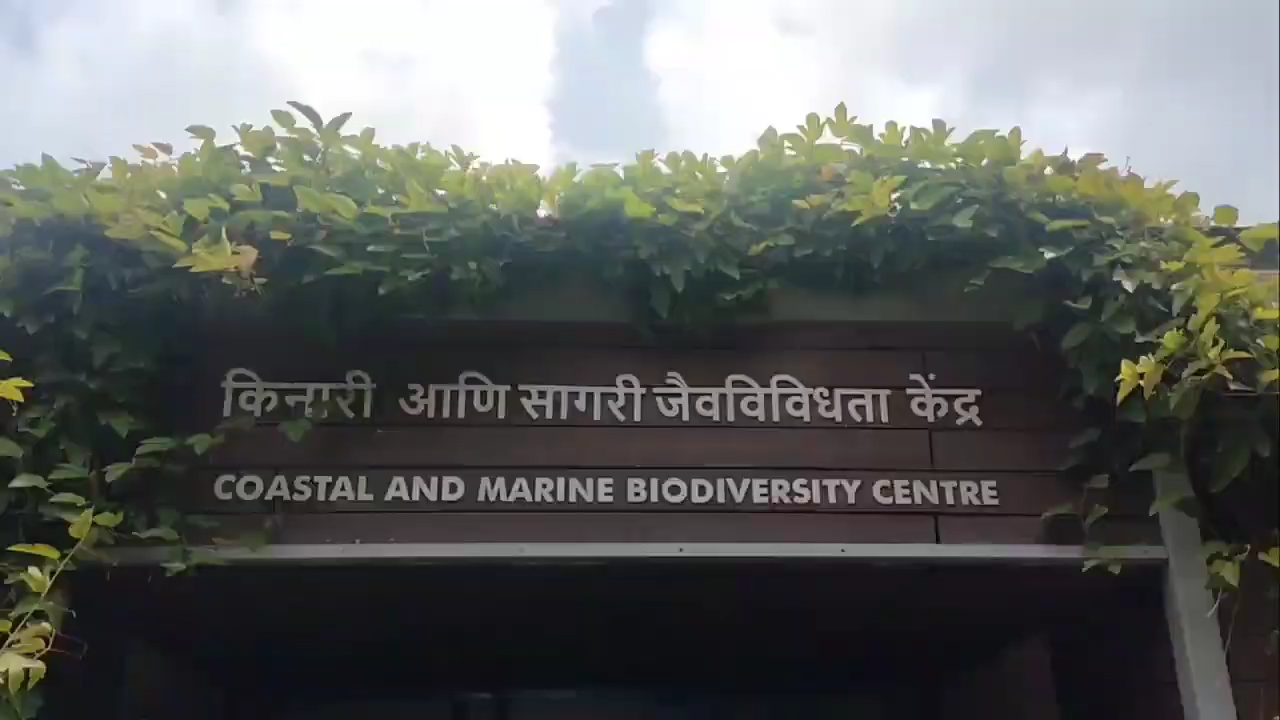 किनारी आणि सागरी जैवविविधता केंद्र
COASTAL AND MARINE BIODIVERSITY CENTRE